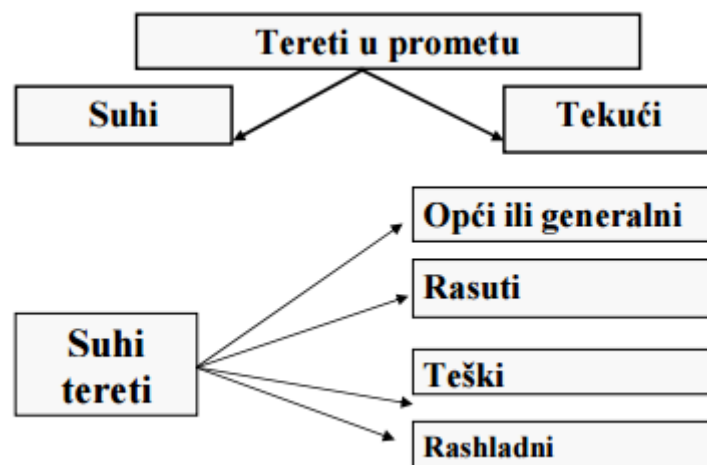 Tereti u prometu
Suhi
Tekući
Opći ili generalni
Rasuti
Suhi
tereti
Teški
Rashladni